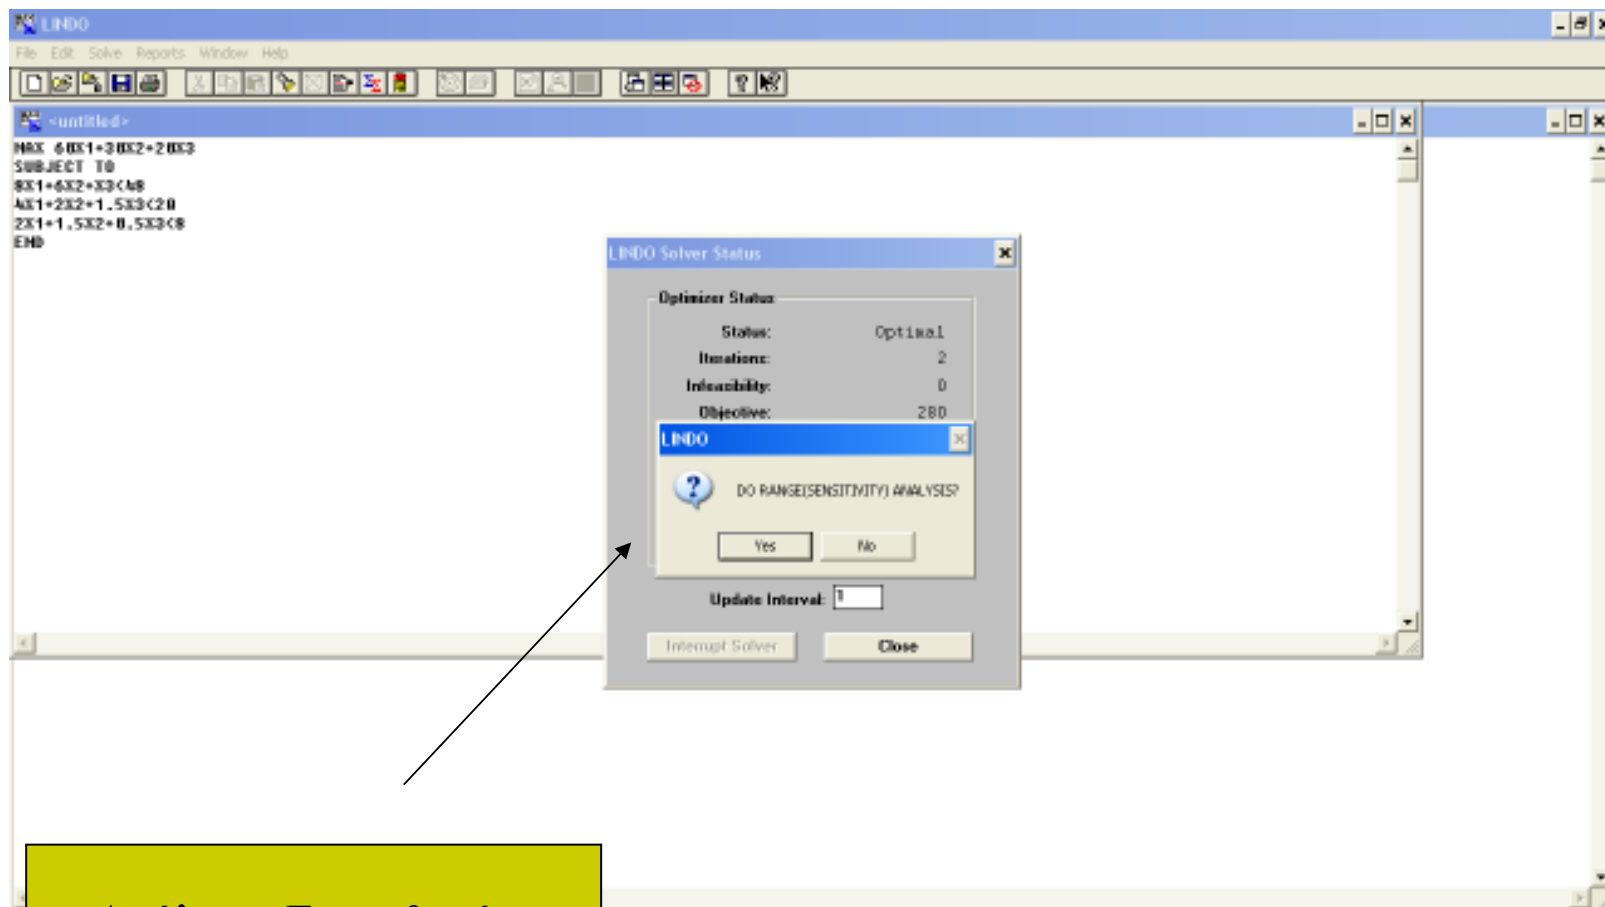 LINDO
File Edit Solve Reports Window Help
<untitled>
MAX 60X1+30X2+20X3
SUBJECT TO
8X1+6X2+X3<48
4X1+2X2+1.5X3<20
2X1+1.5X2+0.5X3<8
END
LINDO Solver Status
Optimizer Status
Status: Optimal
Iterations: 2
Infeasibility: 0
Objective: 280
LINDO
DO RANGE(SENSITIVITY) ANALYSIS?
Yes No
Update Interval: 1
Interrupt Solver Close